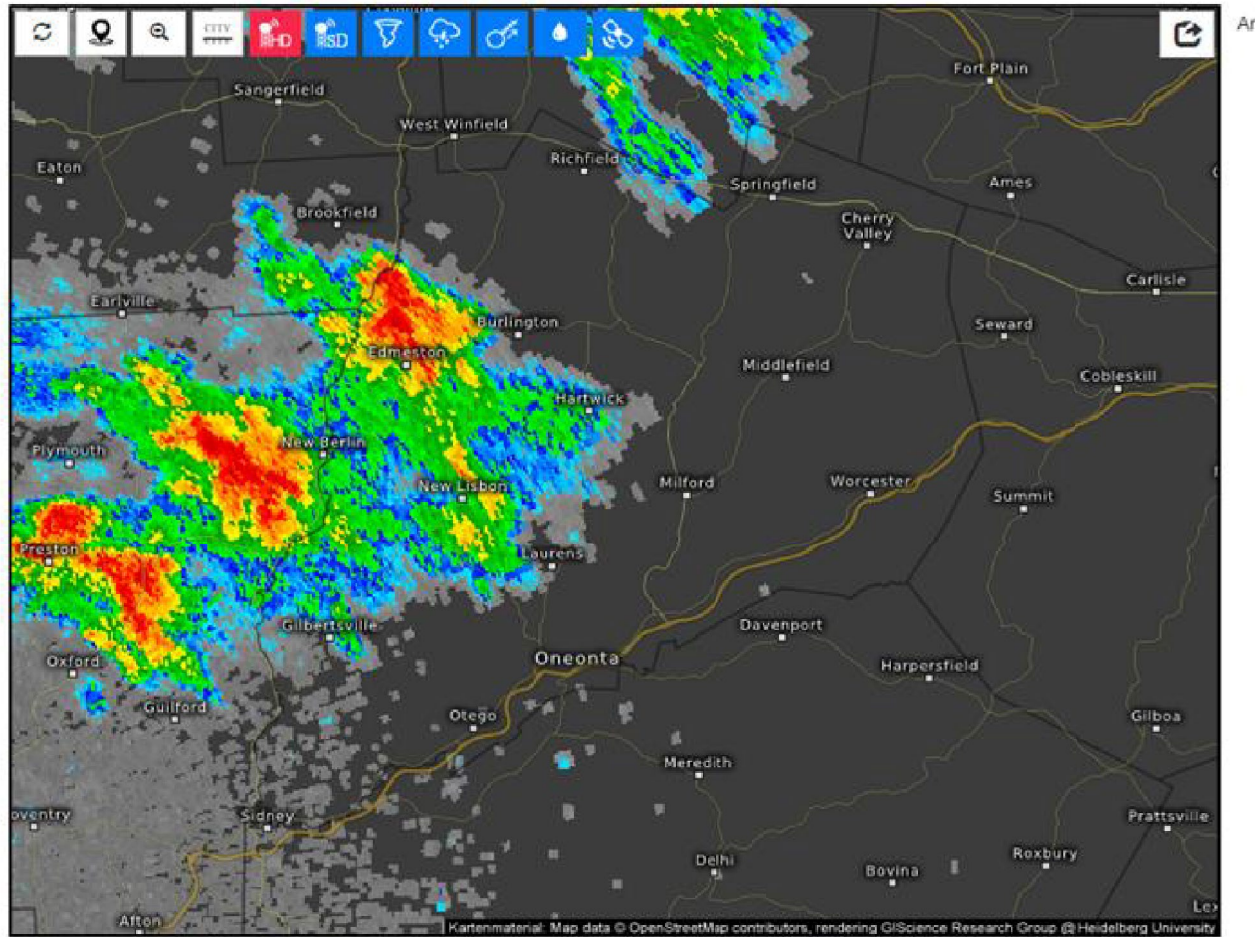 CITY
HD
SD
Ar
Fort Plain
Sangerfield
West Winfield
Eaton
Richfield
Springfield
Ames
Brookfield
Cherry
Valley
Carlisle
Earlville
Burlington
Seward
Edmeston
Middlefield
Cobleskill
Hartwick
New Berlin
Plymouth
New Lisbon
Milford
Worcester
Summit
Preston
Laurens
Gilbertsville
Davenport
Oneonta
Oxford
Harpersfield
Guilford
Otego
Gilboa
Meredith
oventry
Sidney
Prattsville
Delhi
Bovina
Roxbury
Lex
Afton
Kartenmaterial: Map data © OpenStreetMap contributors, rendering GIScience Research Group @ Heidelberg University